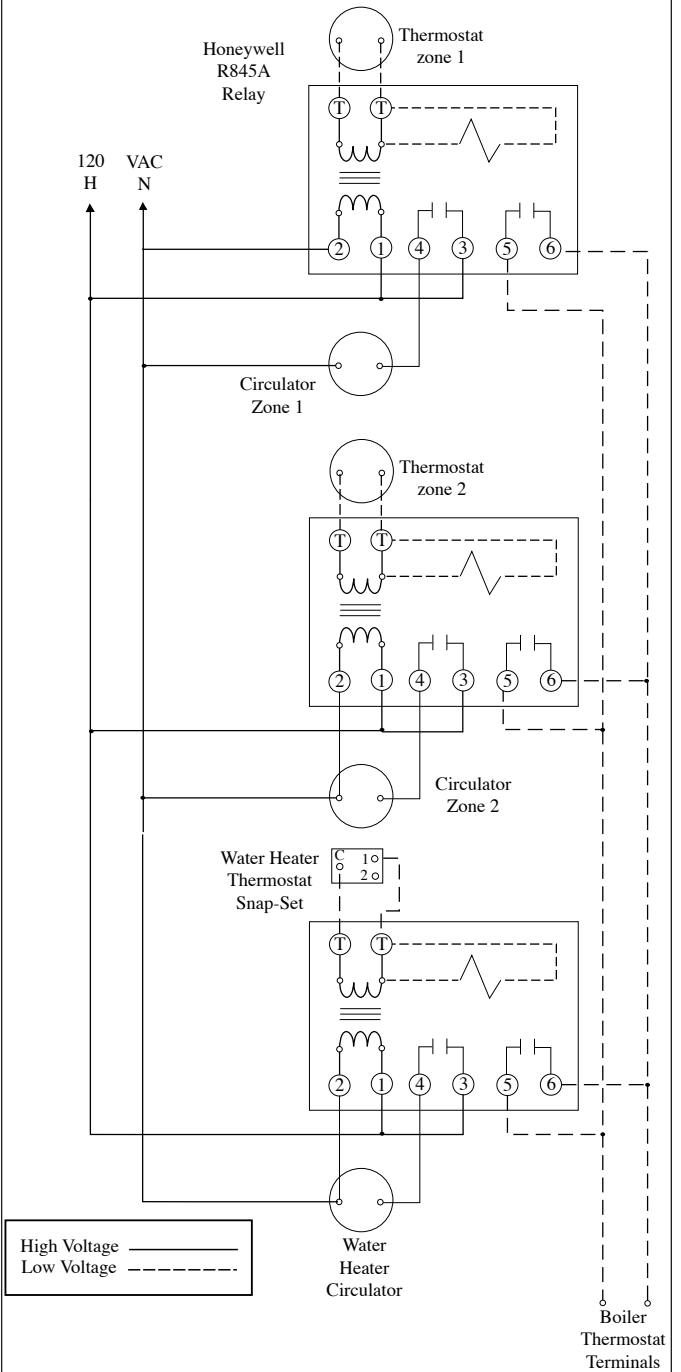 Honeywell
R845A
Relay
Thermostat
zone 1
T T
120 VAC
H N
2 1 4 3 5 6
Circulator
Zone 1
Thermostat
zone 2
T T
2 1 4 3 5 6
Circulator
Zone 2
Water Heater
Thermostat
Snap-Set
C 1
2
T T
2 1 4 3 5 6
Water
Heater
Circulator
High Voltage
Low Voltage
Boiler
Thermostat
Terminals